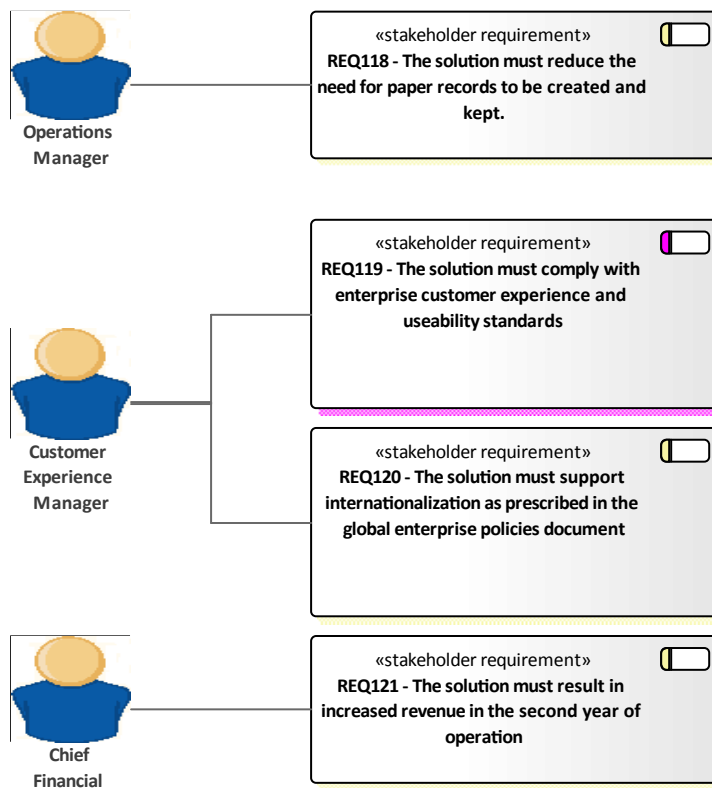 Operations
Manager
«stakeholder requirement»
REQ118 - The solution must reduce the
need for paper records to be created and
kept.
Customer
Experience
Manager
«stakeholder requirement»
REQ119 - The solution must comply with
enterprise customer experience and
useability standards
«stakeholder requirement»
REQ120 - The solution must support
internationalization as prescribed in the
global enterprise policies document
Chief
Financial
«stakeholder requirement»
REQ121 - The solution must result in
increased revenue in the second year of
operation